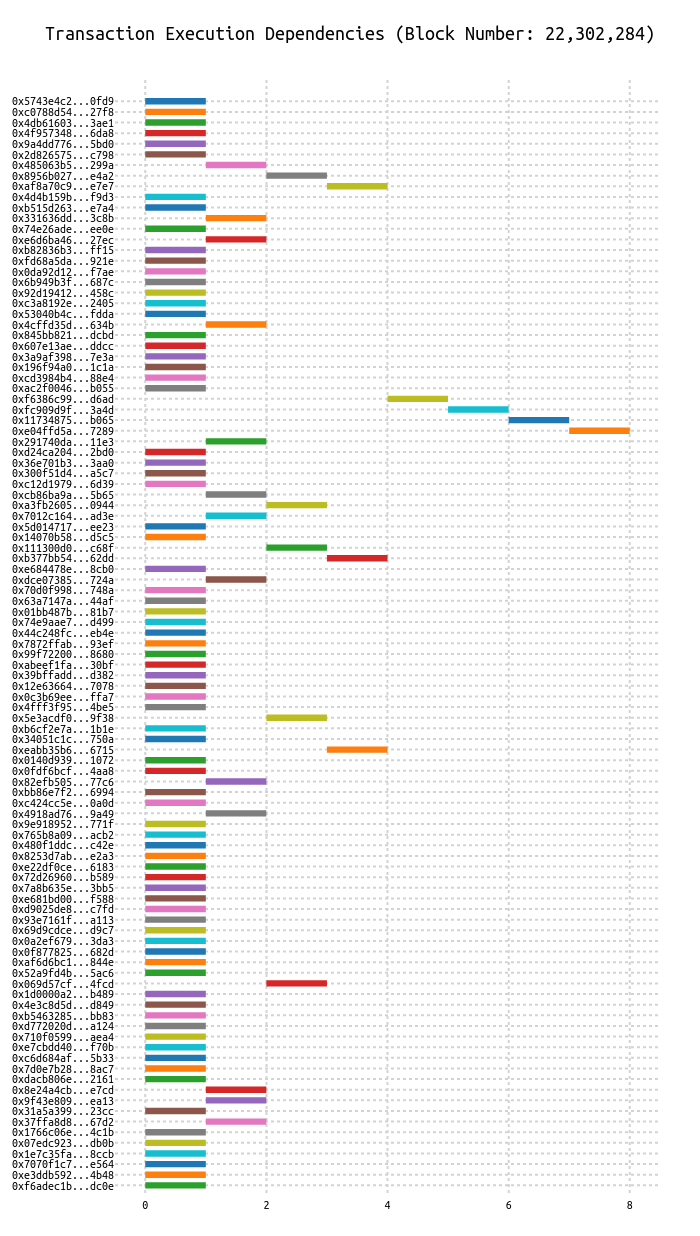 Transaction Execution Dependencies (Block Number: 22,302,284)
0x5743e4c2...0fd9
0xc0788d54...27f8
0x4db61603...3ae1
0x4f957348...6da8
0x9a4dd776...5bd0
0x2d826575...c798
0x485063b5...299a
0x8956b027...e4a2
0xaf8a70c9...e7e7
0x4d4b159b...f9d3
0xb515d263...e7a4
0x331636dd...3c8b
0x74e26ade...ee0e
0xe6d6ba46...27ec
0xb82836b3...ff15
0xfd68a5da...921e
0x0da92d12...f7ae
0x6b949b3f...687c
0x92d19412...458c
0xc3a8192e...2405
0x53040b4c...fdda
0x4cffd35d...634b
0x845bb821...dcbd
0x607e13ae...ddcc
0x3a9af398...7e3a
0x196f94a0...1c1a
0xcd3984b4...88e4
0xac2f0046...b055
0xf6386c99...d6ad
0xfc909d9f...3a4d
0x11734875...b065
0xe04ffd5a...7289
0x291740da...11e3
0xd24ca204...2bd0
0x36e701b3...3aa0
0x300f51d4...a5c7
0xc12d1979...6d39
0xcb86ba9a...5b65
0xa3fb2605...0944
0x7012c164...ad3e
0x5d014717...ee23
0x14070b58...d5c5
0x111300d0...c68f
0xb377bb54...62dd
0xe684478e...8cb0
0xdce07385...724a
0x70d0f998...748a
0x63a7147a...44af
0x01bb487b...81b7
0x74e9aae7...d499
0x44c248fc...eb4e
0x7872ffab...93ef
0x99f72200...8680
0xabeef1fa...30bf
0x39bffadd...d382
0x12e63664...7078
0x0c3b69ee...ffa7
0x4fff3f95...4be5
0x5e3acdf0...9f38
0xb6cf2e7a...1b1e
0x34051c1c...750a
0xeabb35b6...6715
0x0140d939...1072
0x0fdf6bcf...4aa8
0x82efb505...77c6
0xbb86e7f2...6994
0xc424cc5e...0a0d
0x4918ad76...9a49
0x9e918952...771f
0x765b8a09...acb2
0x480f1ddc...c42e
0x8253d7ab...e2a3
0xe22df0ce...6183
0x72d26960...b589
0x7a8b635e...3bb5
0xe681bd00...f588
0xd9025de8...c7fd
0x93e7161f...a113
0x69d9cdce...d9c7
0x0a2ef679...3da3
0x0f877825...682d
0xaf6d6bc1...844e
0x52a9fd4b...5ac6
0x069d57cf...4fcd
0x1d0000a2...b489
0x4e3c8d5d...d849
0xb5463285...bb83
0xd772020d...a124
0x710f0599...aea4
0xe7cbdd40...f70b
0xc6d684af...5b33
0x7d0e7b28...8ac7
0xdacb806e...2161
0x8e24a4cb...e7cd
0x9f43e809...ea13
0x31a5a399...23cc
0x37ffa8d8...67d2
0x1766c06e...4c1b
0x07edc923...db0b
0x1e7c35fa...8ccb
0x7070f1c7...e564
0xe3ddb592...4b48
0xf6adec1b...dc0e
0 2 4 6 8